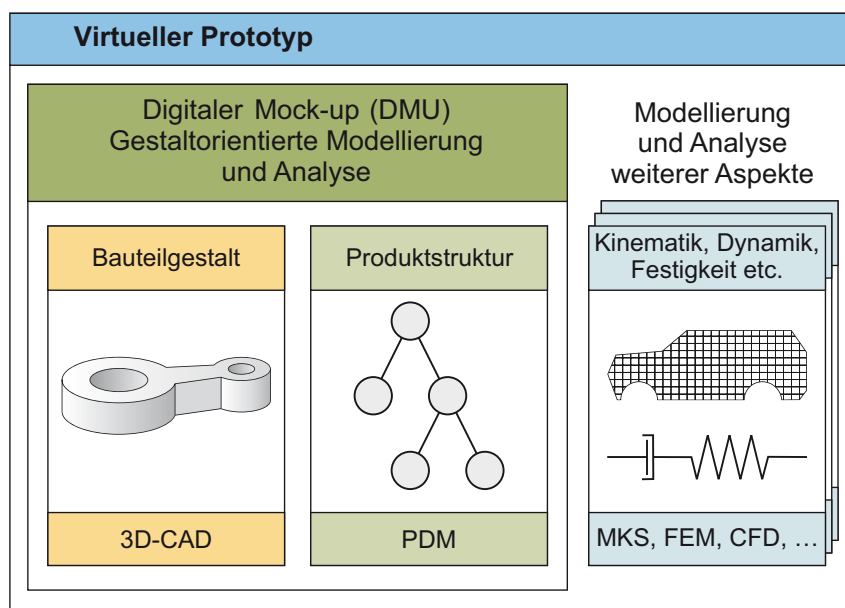 Virtueller Prototyp
Digitaler Mock-up (DMU)
Gestaltorientierte Modellierung
und Analyse
Modellierung
und Analyse
weiterer Aspekte
Bauteilgestalt
Produktstruktur
Kinematik, Dynamik,
Festigkeit etc.
3D-CAD
PDM
MKS, FEM, CFD, …